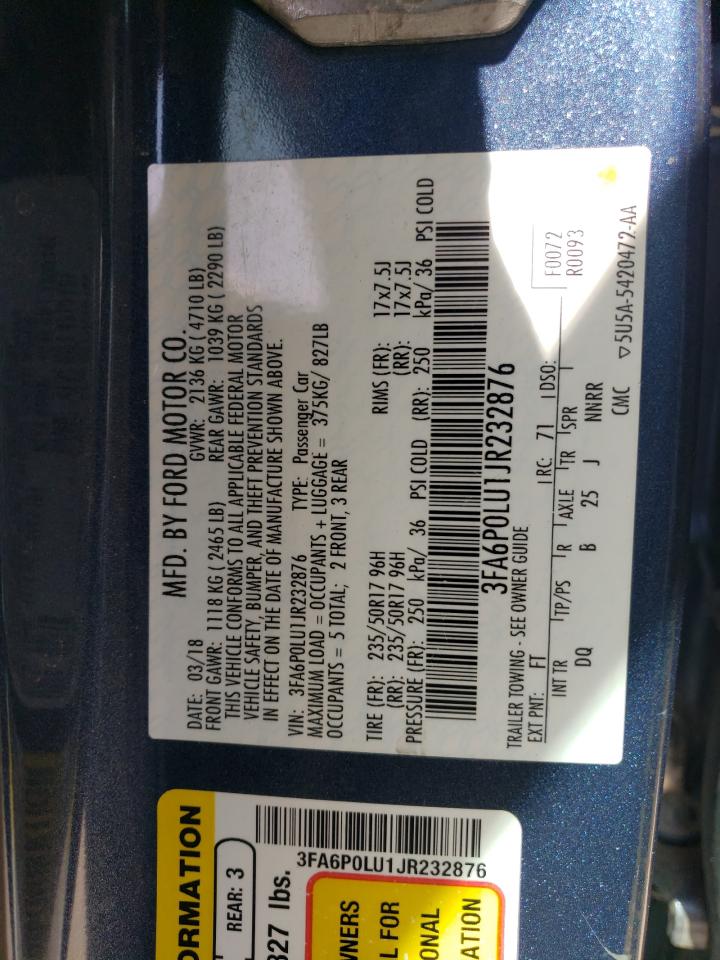 MFD. BY FORD MOTOR CO.
DATE: 03/18 GVWR: 2136 KG ( 4710 LB)
FRONT GAWR: 1118 KG ( 2465 LB) REAR GAWR: 1039 KG ( 2290 LB)
THIS VEHICLE CONFORMS TO ALL APPLICABLE FEDERAL MOTOR
VEHICLE SAFETY, BUMPER, AND THEFT PREVENTION STANDARDS
IN EFFECT ON THE DATE OF MANUFACTURE SHOWN ABOVE.
VIN: 3FA6P0LU1JR232876 TYPE: Passenger Car
MAXIMUM LOAD = OCCUPANTS + LUGGAGE = 375KG/ 827LB
OCCUPANTS = 5 TOTAL; 2 FRONT, 3 REAR
TIRE (FR): 235/50R17 96H RIMS (FR): 17x7.5J
(RR): 235/50R17 96H (RR): 17x7.5J
PRESSURE (FR): 250 kPa/ 36 PSI COLD (RR): 250 kPa/ 36 PSI COLD
3FA6P0LU1JR232876
TRAILER TOWING - SEE OWNER GUIDE
EXT PNT: FT RC: 71 DSO: F0072
R0093
INT TR TP/PS R AXLE TR SPR
DQ B 25 J NNRR
CMC ▽5U5A-5420472-AA
ORMATION
REAR: 3
827 lbs.
3FA6P0LU1JR232876
WNERS
L FOR
ONAL
ATION